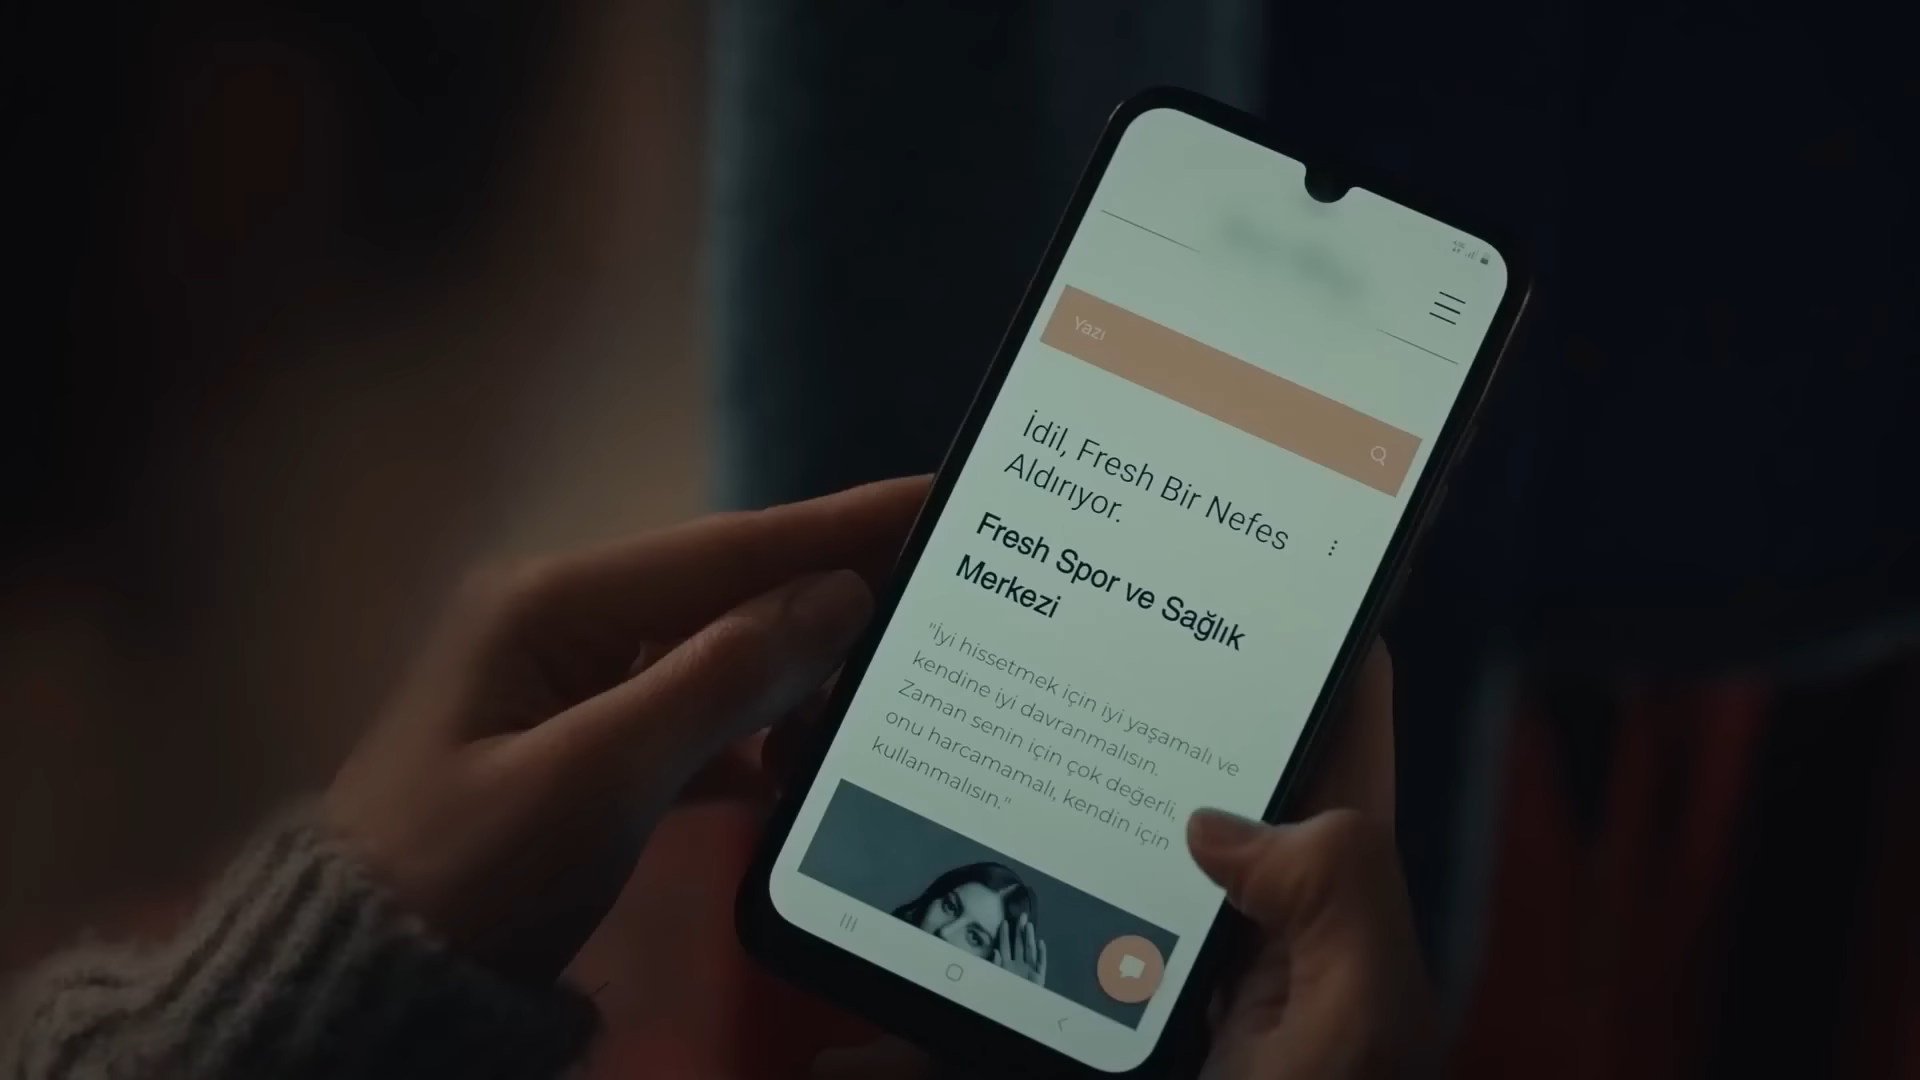 Yazı
İdil, Fresh Bir Nefes
Aldırıyor.
Fresh Spor ve Sağlık
Merkezi
"İyi hissetmek için iyi yaşamalı ve
kendine iyi davranmalısın.
Zaman senin için çok değerli,
onu harcamamalı, kendin için
kullanmalısın."